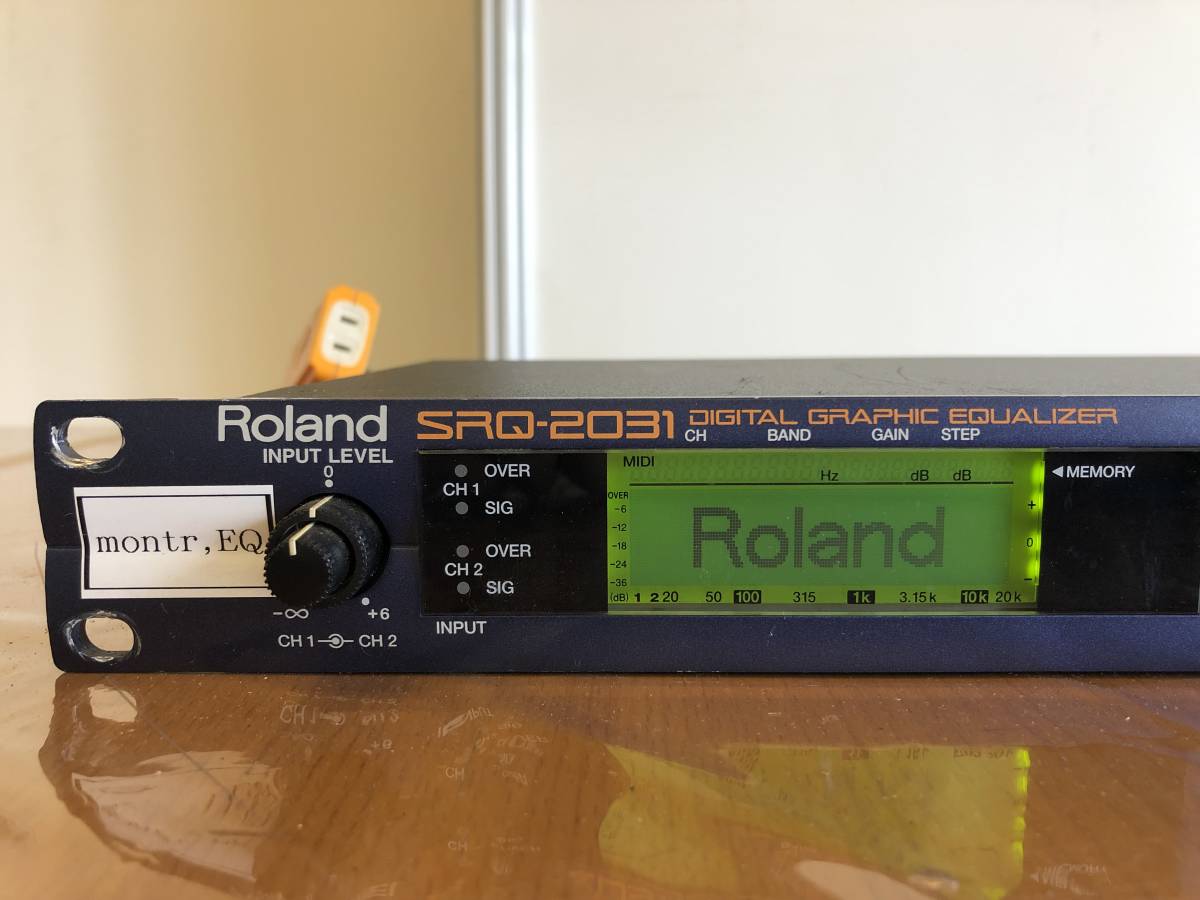 Roland SRQ-2031 DIGITAL GRAPHIC EQUALIZER
CH BAND GAIN STEP
INPUT LEVEL
0
-∞ +6
CH 1 CH 2
montr,EQ
OVER
CH 1
SIG
OVER
CH 2
SIG
INPUT
MIDI
Hz dB dB
OVER
-6
-12
-18
-24
-36
(dB) 1 2 20 50 100 315 1k 3.15k 10k 20k
Roland
+
0
-
◀MEMORY